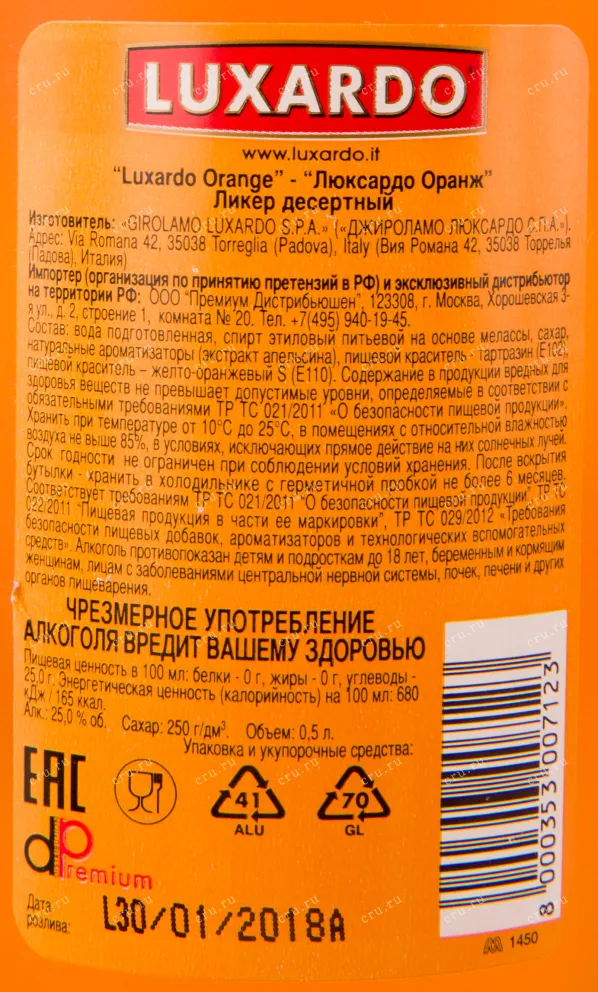 LUXARDO
www.luxardo.it
"Luxardo Orange" - "Люксардо Оранж"
Ликер десертный
Изготовитель: «GIROLAMO LUXARDO S.P.A.» («ДЖИРОЛАМО ЛЮКСАРДО С.П.А.»).
Адрес: Via Romana 42, 35038 Torreglia (Padova), Italy (Виа Романа 42, 35038 Торрелья
(Падова), Италия)
Импортер (организация по принятию претензий в РФ) и эксклюзивный дистрибьютор
на территории РФ: ООО "Премиум Дистрибьюшен", 123308, г. Москва, Хорошевская 3-
я ул., д. 2, строение 1, комната № 20. Тел. +7(495) 940-19-45.
Состав: вода подготовленная, спирт этиловый питьевой на основе мелассы, сахар,
натуральные ароматизаторы (экстракт апельсина), пищевой краситель - тартразин (E102),
пищевой краситель – желто-оранжевый S (E110). Содержание в продукции вредных для
здоровья веществ не превышает допустимые уровни, определяемые в соответствии с
обязательными требованиями ТР ТС 021/2011 "О безопасности пищевой продукции".
Хранить при температуре от 10°C до 25°C, в помещениях с относительной влажностью
воздуха не выше 85%, в условиях, исключающих прямое действие на них солнечных лучей.
Срок годности не ограничен при соблюдении условий хранения. После вскрытия
бутылки - хранить в холодильнике с герметичной пробкой не более 6 месяцев.
Соответствует требованиям ТР ТС 021/2011 "О безопасности пищевой продукции", ТР ТС
022/2011 "Пищевая продукция в части ее маркировки", ТР ТС 029/2012 «Требования
безопасности пищевых добавок, ароматизаторов и технологических вспомогательных
средств». Алкоголь противопоказан детям и подросткам до 18 лет, беременным и кормящим
женщинам, лицам с заболеваниями центральной нервной системы, почек, печени и других
органов пищеварения.
ЧРЕЗМЕРНОЕ УПОТРЕБЛЕНИЕ
АЛКОГОЛЯ ВРЕДИТ ВАШЕМУ ЗДОРОВЬЮ
Пищевая ценность в 100 мл: белки - 0 г, жиры - 0 г, углеводы -
25,0 г. Энергетическая ценность (калорийность) на 100 мл: 680
кДж / 165 ккал.
Алк.: 25,0 % об. Сахар: 250 г/дм³. Объем: 0,5 л.
Упаковка и укупорочные средства:
EAC
41
ALU
70
GL
dp Premium
Дата
розлива:
L30/01/2018A
8 000353 007123
1450
cru.ru